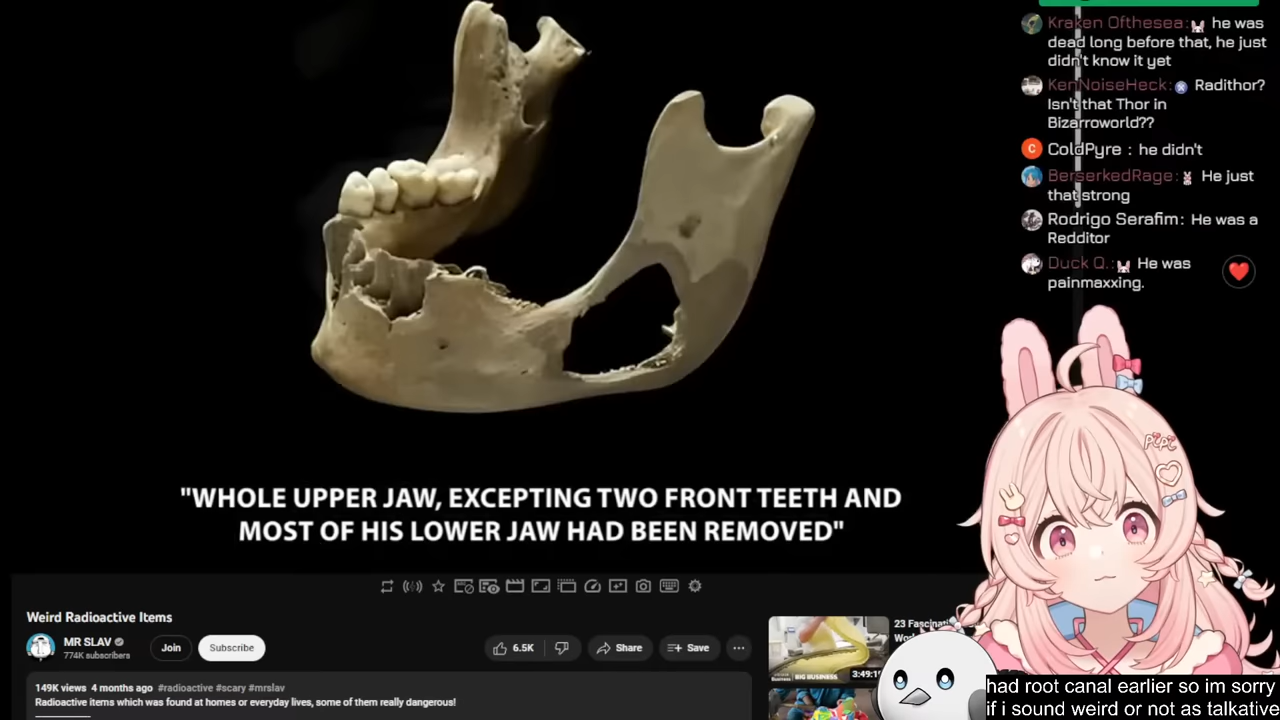 Kraken Ofthesea: he was
dead long before that, he just
didn't know it yet
KenNoiseHeck: Radithor?
Isn't that Thor in
Bizarroworld??
C ColdPyre : he didn't
BerserkedRage: He just
that strong
Rodrigo Serafim: He was a
Redditor
Duck Q.: He was
painmaxxing.
pipi
"WHOLE UPPER JAW, EXCEPTING TWO FRONT TEETH AND
MOST OF HIS LOWER JAW HAD BEEN REMOVED"
Weird Radioactive Items
MR SLAV
774K subscribers
Join
Subscribe
6.5K
Share
Save
149K views 4 months ago #radioactive #scary #mrslav
Radioactive items which was found at homes or everyday lives, some of them really dangerous!
23 Fascinati
BIG BUSINESS
3:49:1
had root canal earlier so im sorry
if i sound weird or not as talkative